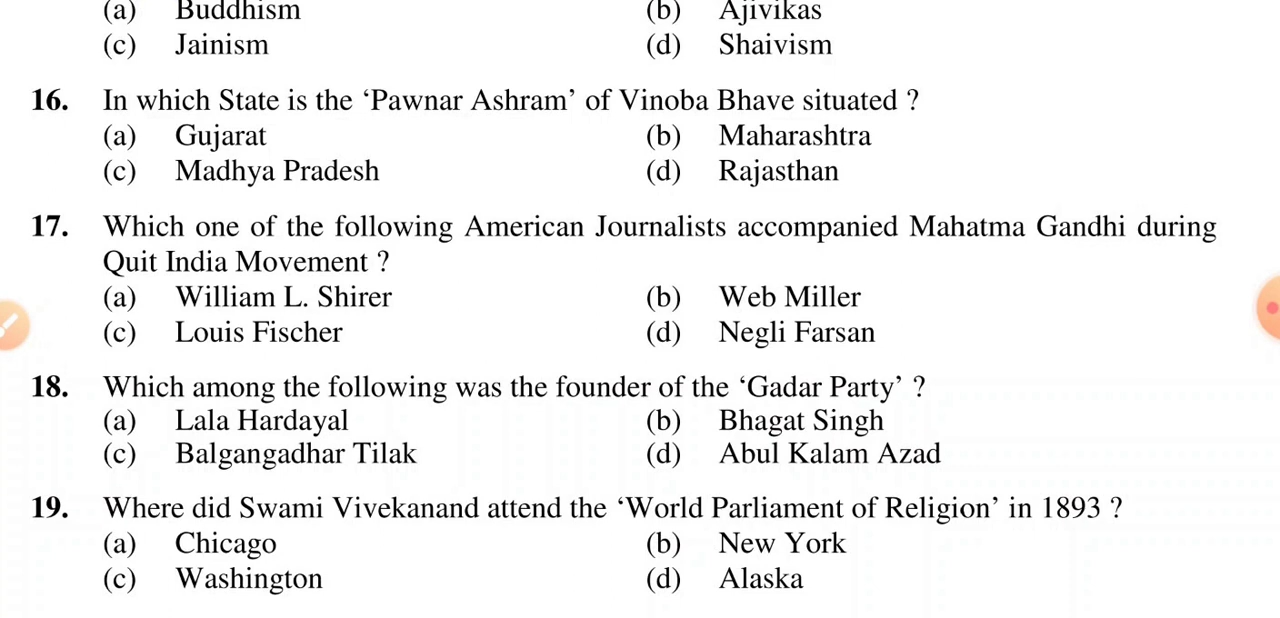 (a) Buddhism (b) Ajivikas
(c) Jainism (d) Shaivism
16. In which State is the ‘Pawnar Ashram’ of Vinoba Bhave situated ?
(a) Gujarat (b) Maharashtra
(c) Madhya Pradesh (d) Rajasthan
17. Which one of the following American Journalists accompanied Mahatma Gandhi during
Quit India Movement ?
(a) William L. Shirer (b) Web Miller
(c) Louis Fischer (d) Negli Farsan
18. Which among the following was the founder of the ‘Gadar Party’ ?
(a) Lala Hardayal (b) Bhagat Singh
(c) Balgangadhar Tilak (d) Abul Kalam Azad
19. Where did Swami Vivekanand attend the ‘World Parliament of Religion’ in 1893 ?
(a) Chicago (b) New York
(c) Washington (d) Alaska